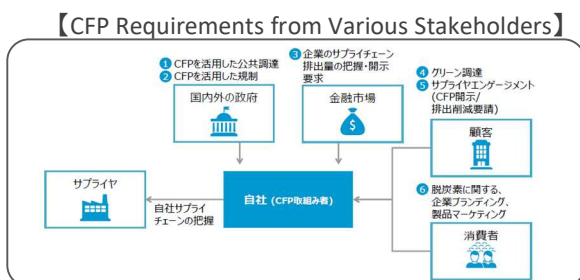 【CFP Requirements from Various Stakeholders】
1 CFPを活用した公共調達
2 CFPを活用した規制
国内外の政府
3 企業のサプライチェーン
排出量の把握・開示
要求
金融市場
$
4 グリーン調達
5 サプライヤエンゲージメント
(CFP開示/
排出削減要請)
顧客
サプライヤ
自社サプライ
チェーンの把握
自社 (CFP取組み者)
6 脱炭素に関する、
企業ブランディング、
製品マーケティング
消費者